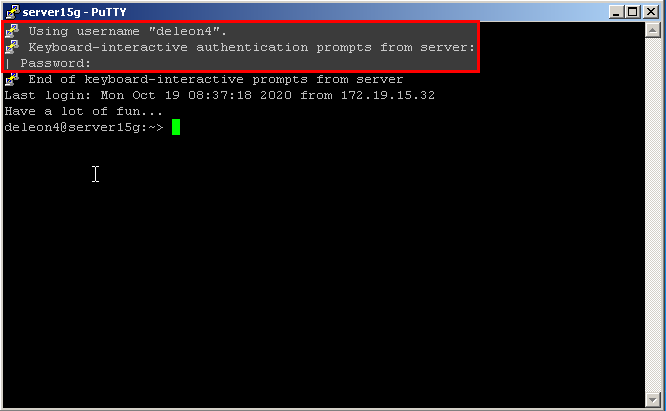 server15g - PuTTY
Using username "deleon4".
Keyboard-interactive authentication prompts from server:
| Password:
End of keyboard-interactive prompts from server
Last login: Mon Oct 19 08:37:18 2020 from 172.19.15.32
Have a lot of fun...
deleon4@server15g:~>